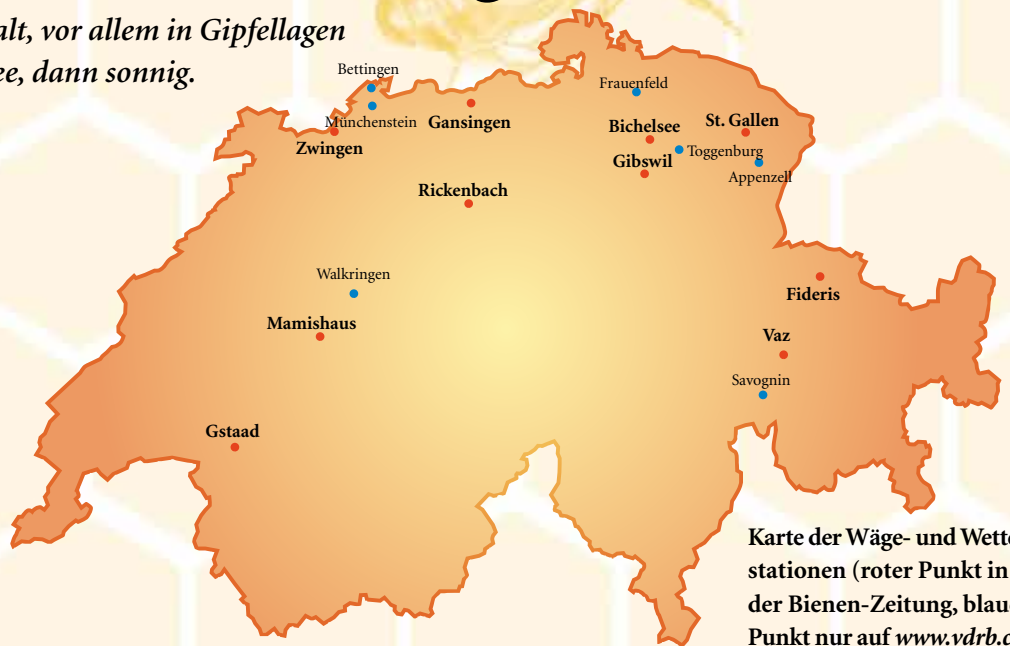 alt, vor allem in Gipfellagen
ee, dann sonnig.
Bettingen
Frauenfeld
Münchenstein
Gansingen
Bichelsee
St. Gallen
Zwingen
Gibswil
Toggenburg
Appenzell
Rickenbach
Walkringen
Fideris
Mamishaus
Vaz
Savognin
Gstaad
Karte der Wäge- und Wette
stationen (roter Punkt in
der Bienen-Zeitung, blaue
Punkt nur auf www.vdrb.c